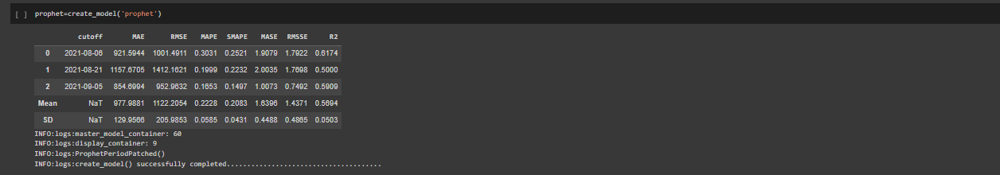 [ ] prophet=create_model('prophet')
cutoff MAE RMSE MAPE SMAPE MASE RMSSE R2
0 2021-08-06 921.5944 1001.4911 0.3031 0.2521 1.9079 1.7922 0.6174
1 2021-08-21 1157.6705 1412.1621 0.1999 0.2232 2.0035 1.7698 0.5000
2 2021-09-05 854.6994 952.9632 0.1653 0.1497 1.0073 0.7492 0.5909
Mean NaT 977.9881 1122.2054 0.2228 0.2083 1.6396 1.4371 0.5694
SD NaT 129.9566 205.9853 0.0585 0.0431 0.4488 0.4865 0.0503
INFO:logs:master_model_container: 60
INFO:logs:display_container: 9
INFO:logs:ProphetPeriodPatched()
INFO:logs:create_model() successfully completed......................................